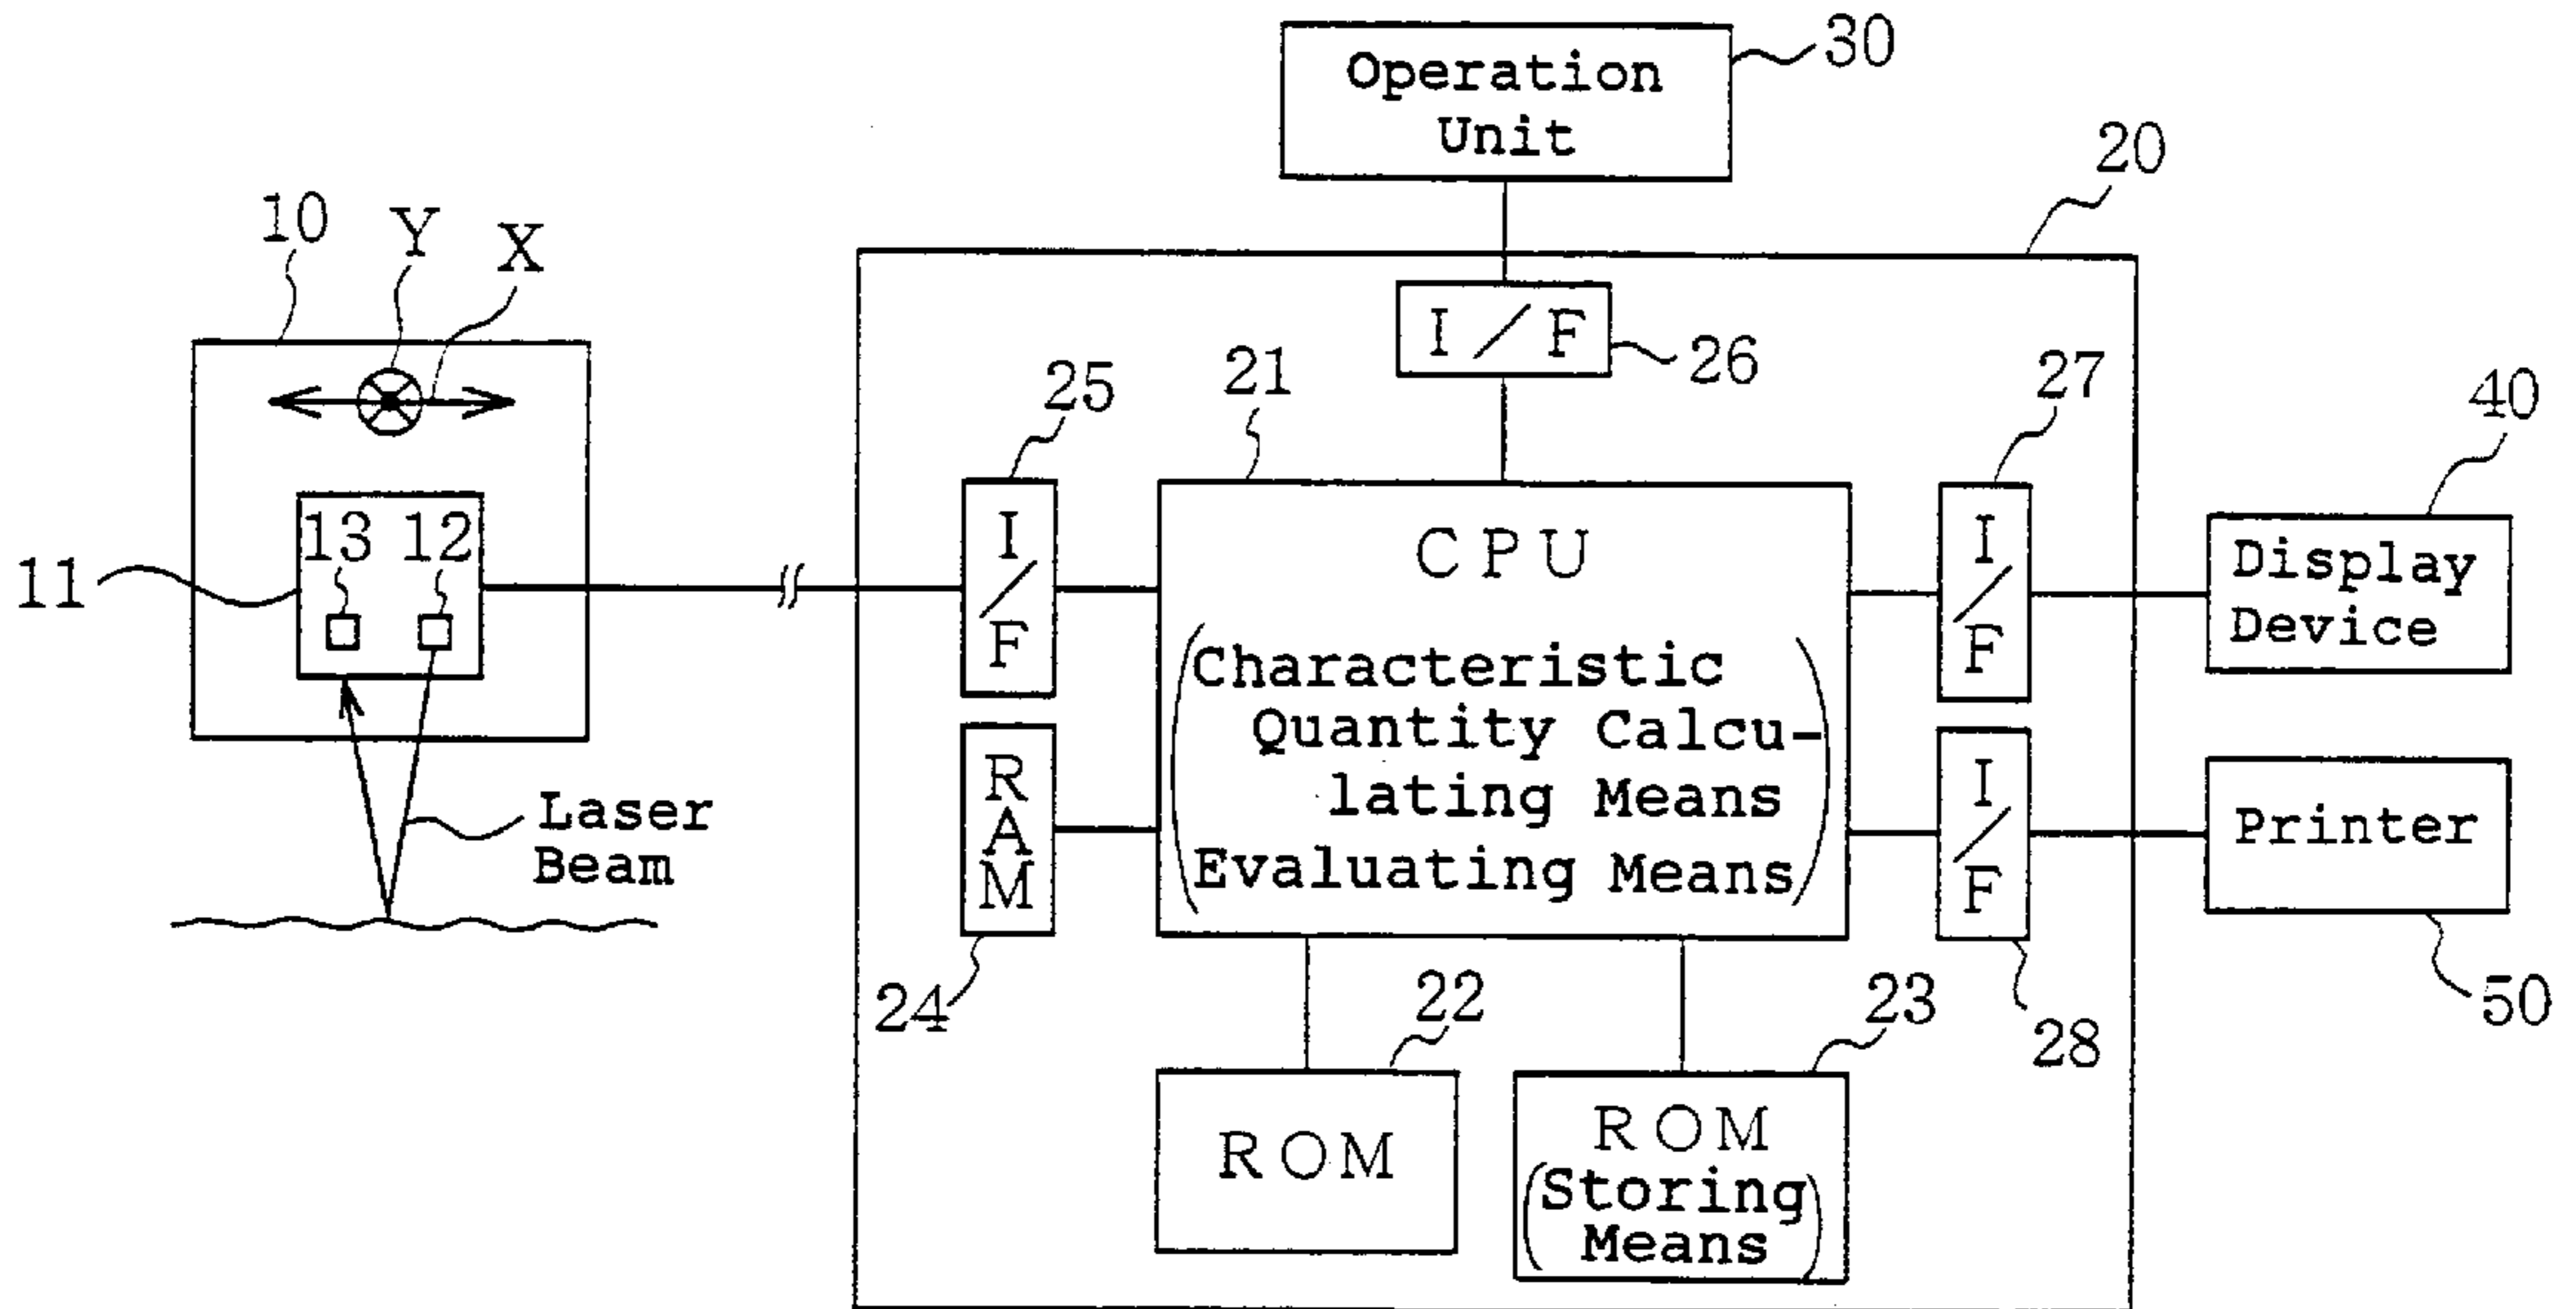 Operation
Unit
30
20
10
Y
X
I/F
26
25
21
27
40
13 12
11
I/F
CPU
(Characteristic
Quantity Calcu-
lating Means
Evaluating Means)
I/F
Display
Device
RAM
24
I/F
28
Printer
50
Laser
Beam
22
ROM
23
ROM
(Storing
Means)